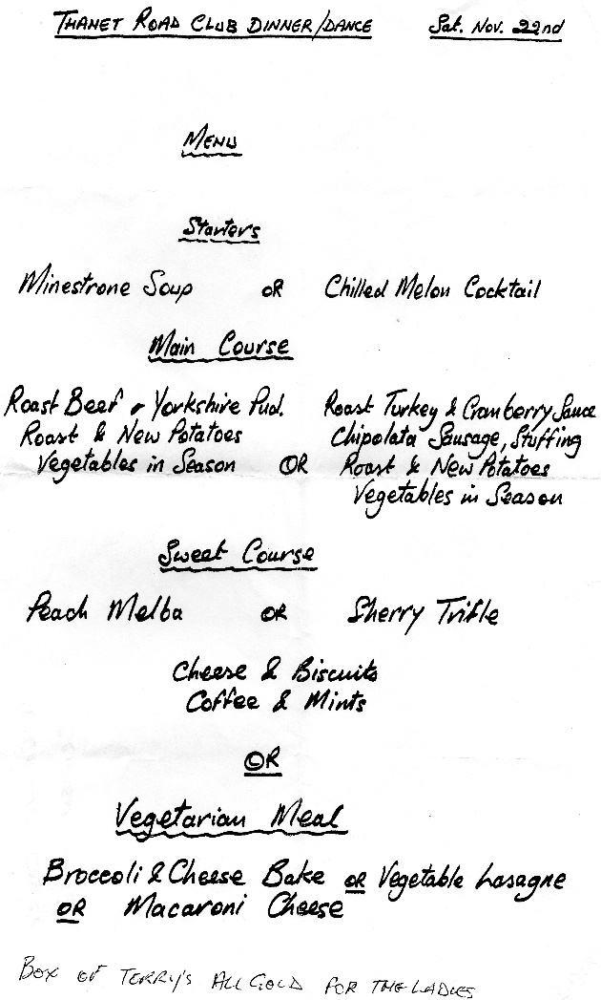 THANET ROAD CLUB DINNER/DANCE Sat. Nov. 22nd
MENU
Starters
Minestrone Soup OR Chilled Melon Cocktail
Main Course
Roast Beef & Yorkshire Pud. Roast Turkey & Cranberry Sauce
Roast & New Potatoes Chipolata Sausage, Stuffing
Vegetables in Season OR Roast & New Potatoes
Vegetables in Season
Sweet Course
Peach Melba OR Sherry Trifle
Cheese & Biscuits
Coffee & Mints
OR
Vegetarian Meal
Broccoli & Cheese Bake OR Vegetable Lasagne
OR Macaroni Cheese
BOX OF TERRY'S ALL GOLD FOR THE LADIES